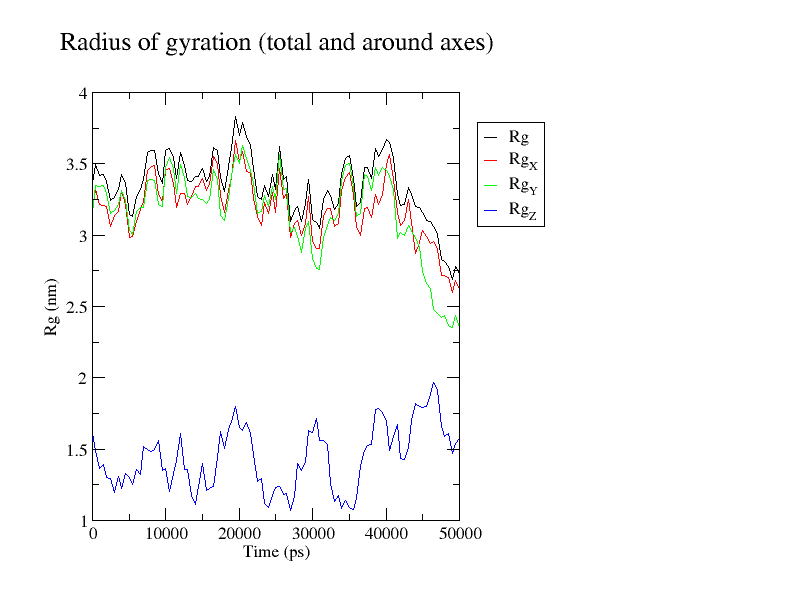 Radius of gyration (total and around axes)
4
3.5
3
2.5
2
1.5
1
Rg (nm)
0 10000 20000 30000 40000 50000
Time (ps)
Rg
RgX
RgY
RgZ